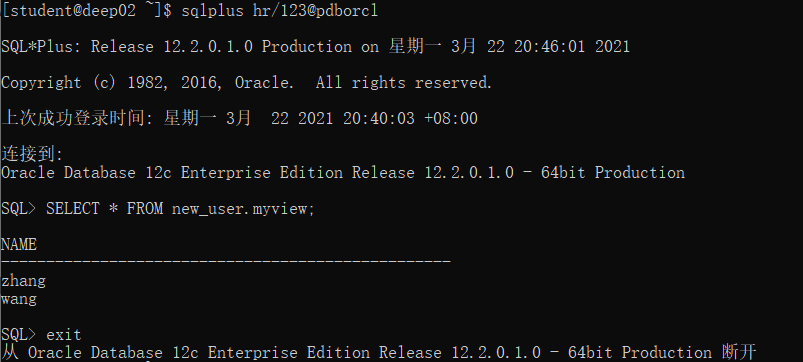 [student@deep02 ~]$ sqlplus hr/123@pdborcl
SQL*Plus: Release 12.2.0.1.0 Production on 星期一 3月 22 20:46:01 2021
Copyright (c) 1982, 2016, Oracle.  All rights reserved.
上次成功登录时间: 星期一 3月  22 2021 20:40:03 +08:00
连接到:
Oracle Database 12c Enterprise Edition Release 12.2.0.1.0 - 64bit Production
SQL> SELECT * FROM new_user.myview;
NAME
--------------------------------------------------
zhang
wang
SQL> exit
从 Oracle Database 12c Enterprise Edition Release 12.2.0.1.0 - 64bit Production 断开